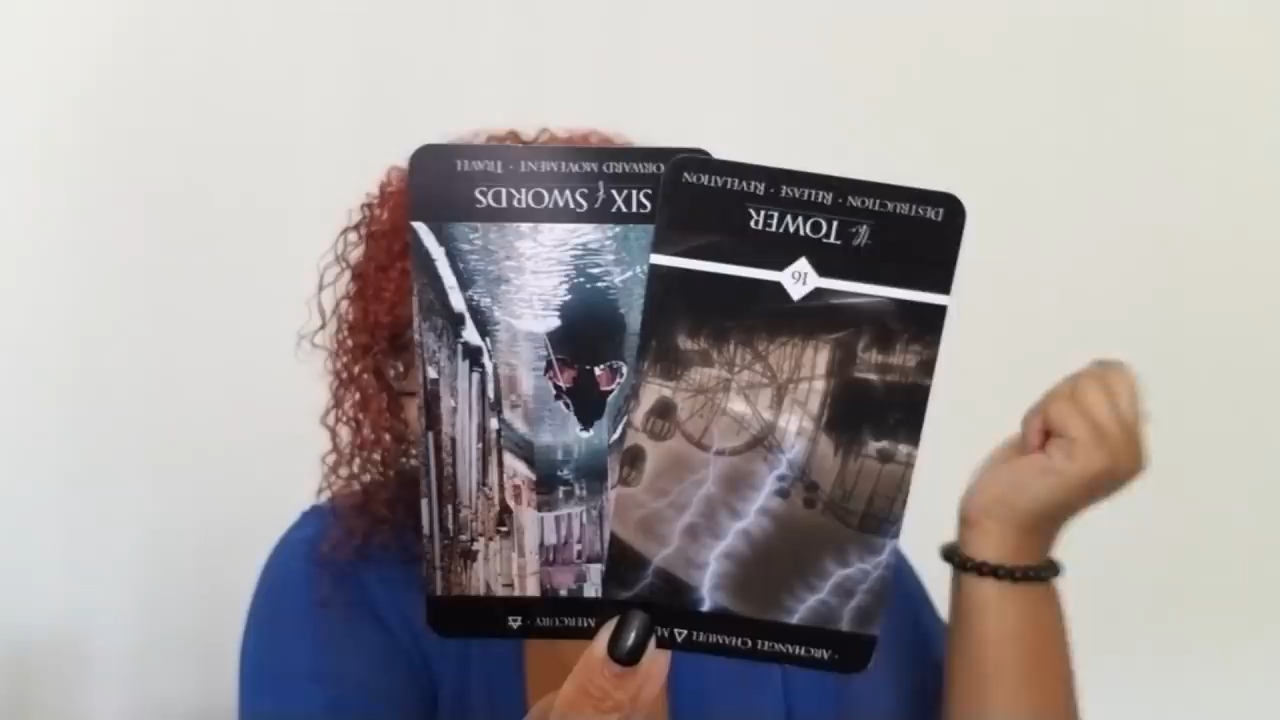 ORWARD MOVEMENT · TRAVEL
SIX of SWORDS
MERCURY ·
DESTRUCTION · RELEASE · REVELATION
the TOWER
16
· ARCHANGEL CHAMUEL